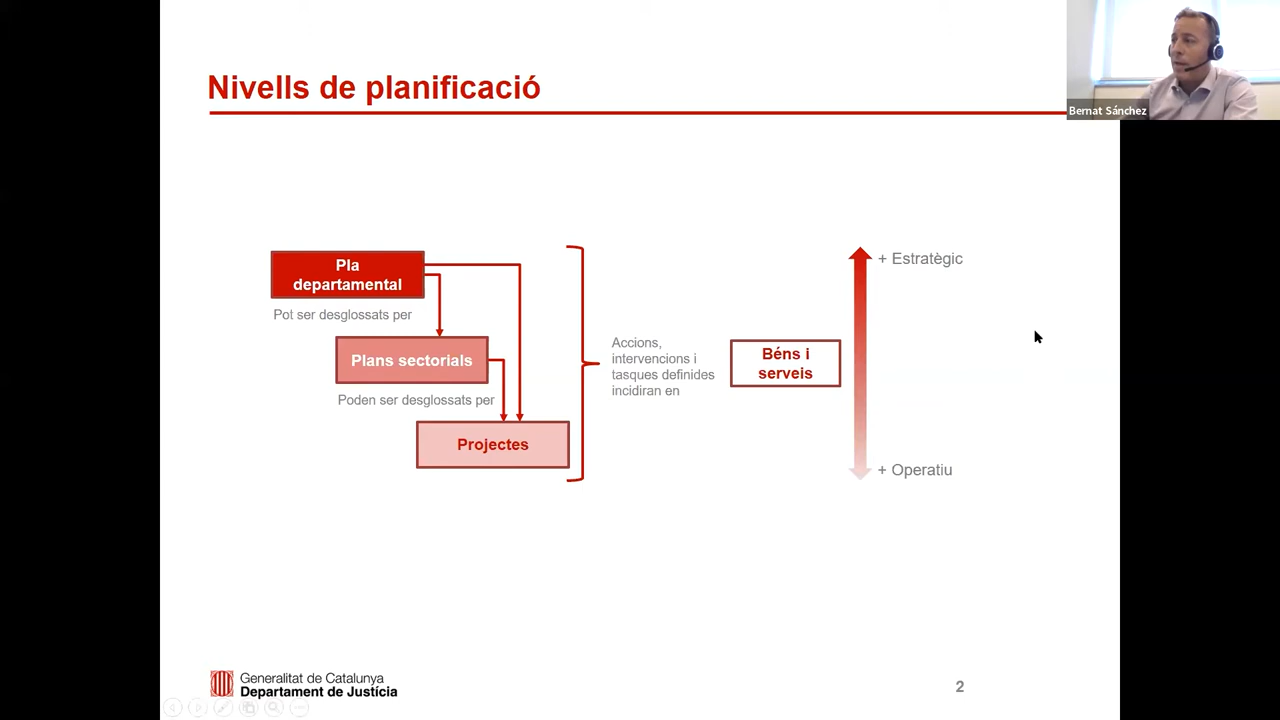 Nivells de planificació
Bernat Sánchez
Pla
departamental
Pot ser desglossats per
Plans sectorials
Poden ser desglossats per
Projectes
Accions,
intervencions i
tasques definides
incidiran en
Béns i
serveis
+ Estratègic
+ Operatiu
Generalitat de Catalunya
Departament de Justícia
2